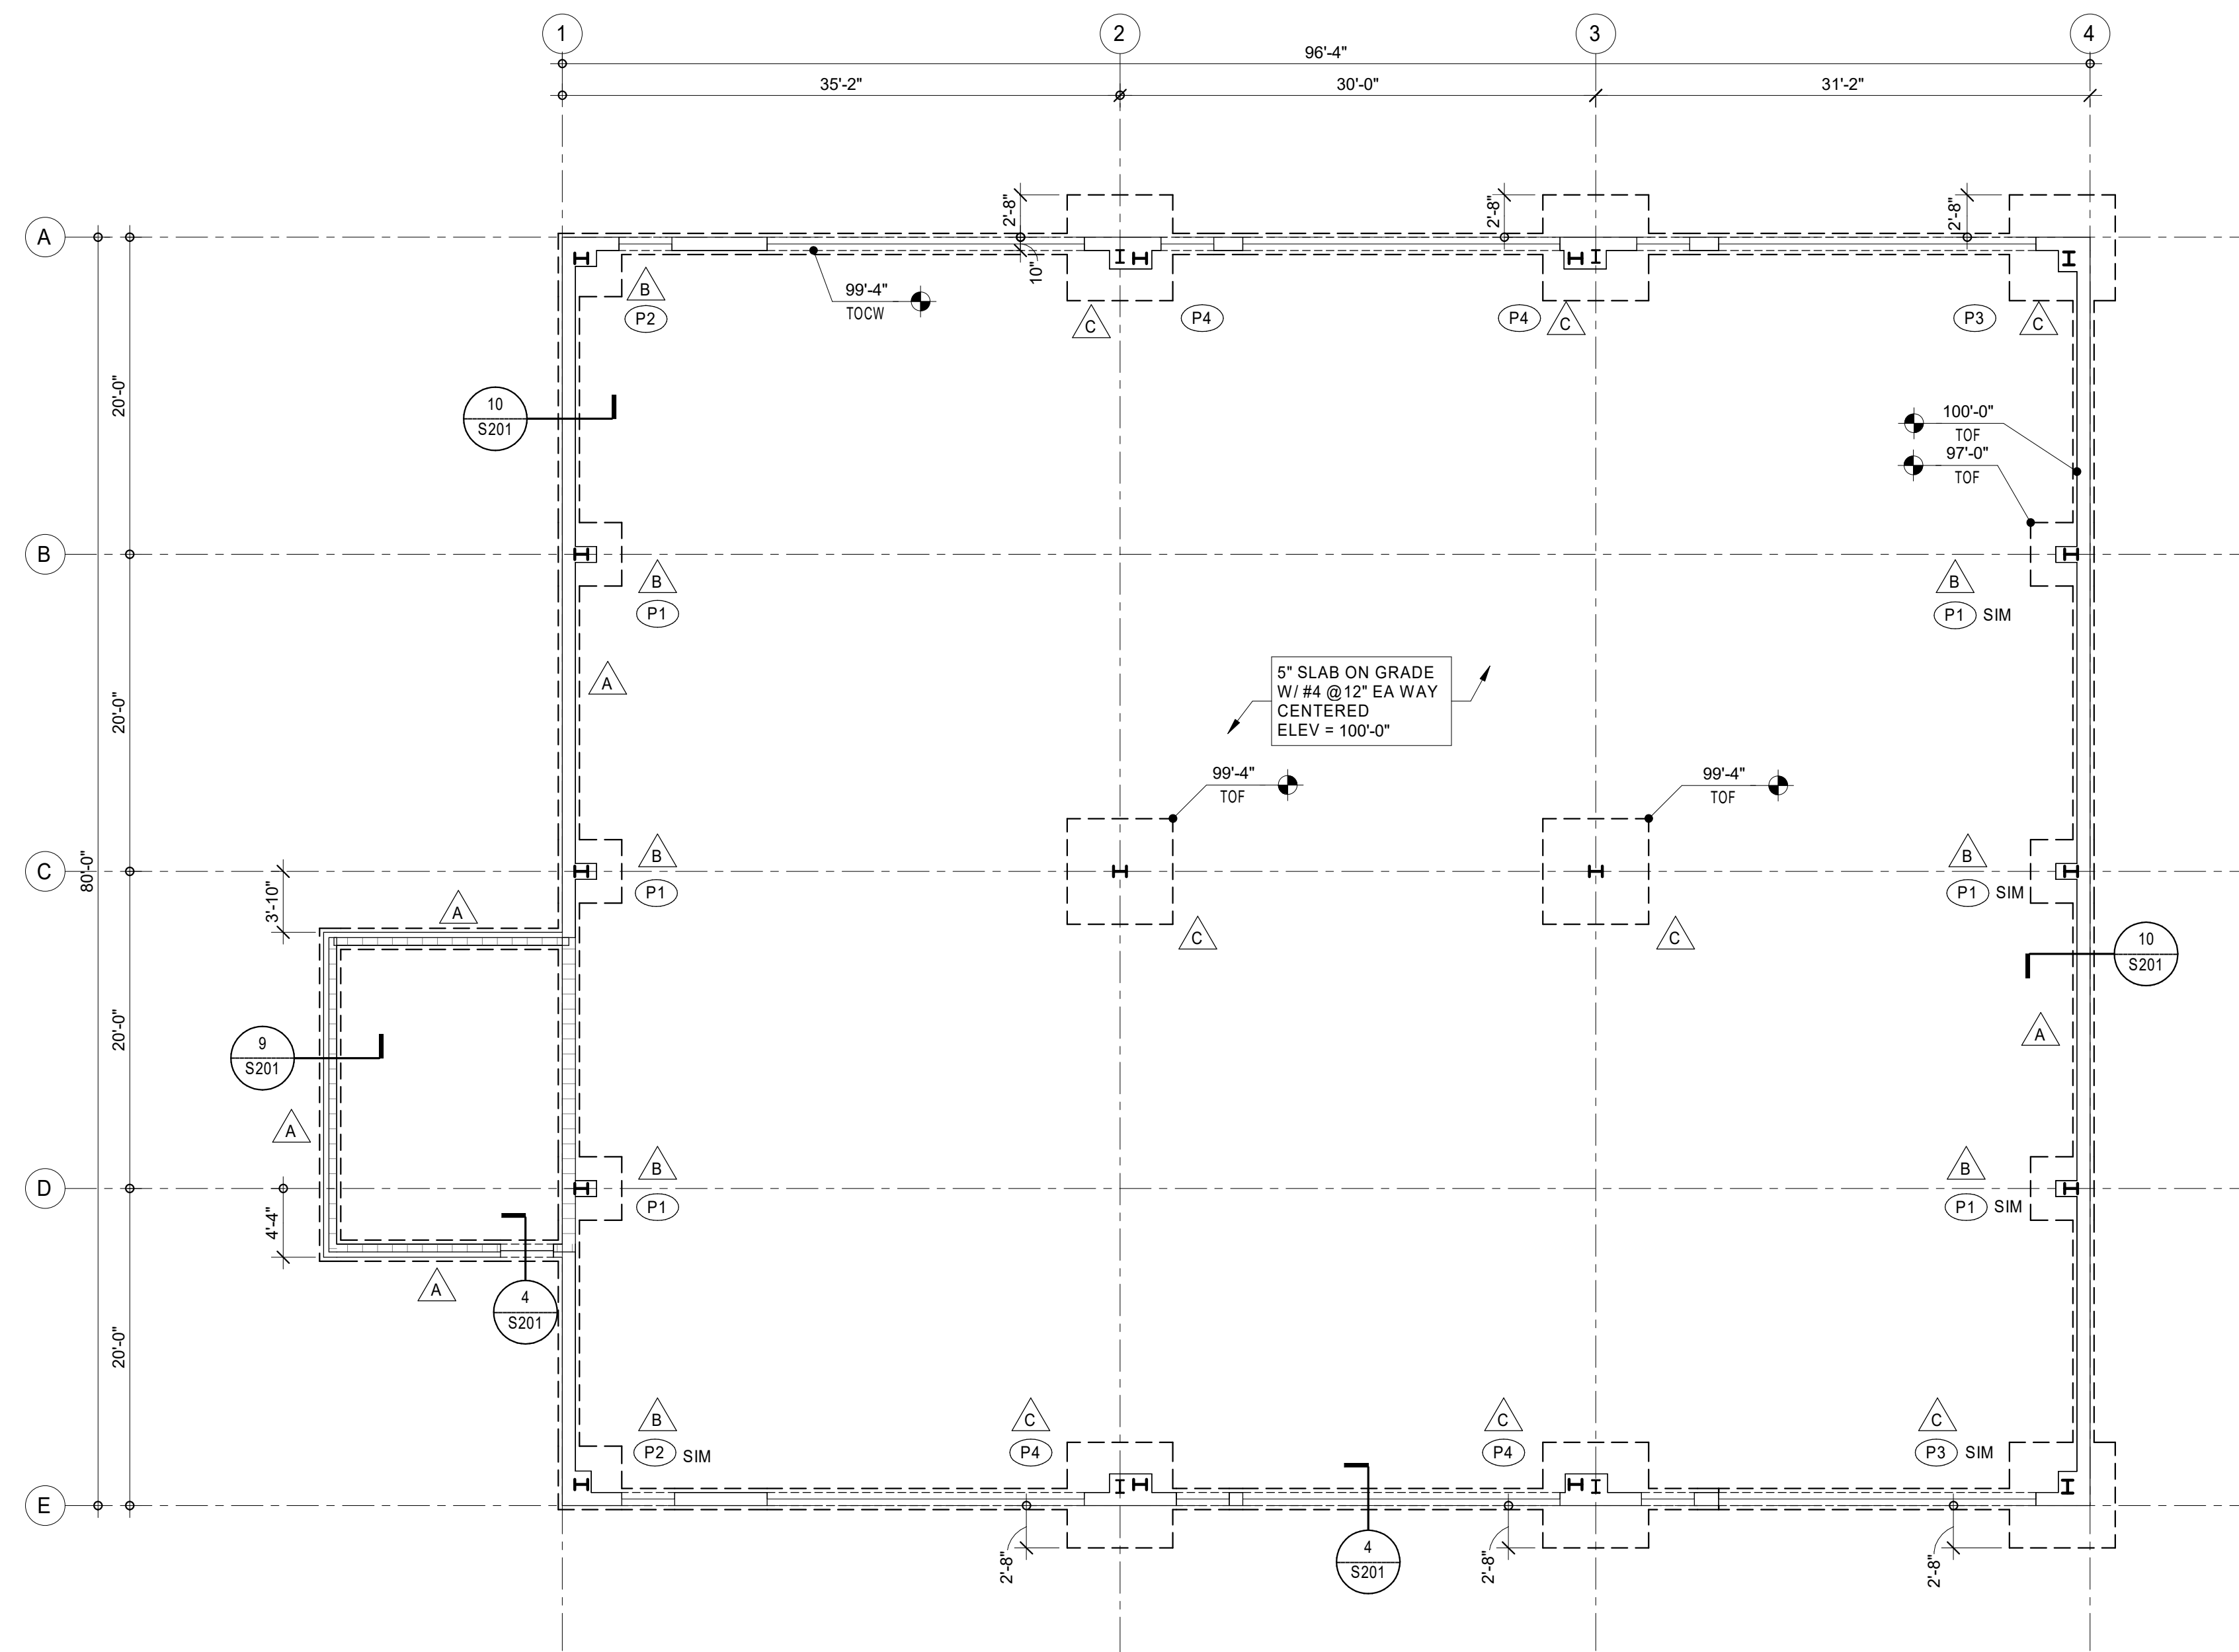 1
2
3
4
96'-4"
35'-2"
30'-0"
31'-2"
2'-8"
2'-8"
2'-8"
A
10"
B
P2
99'-4"
TOCW
C
P4
P4
C
P3
C
20'-0"
10
S201
100'-0"
TOF
97'-0"
TOF
B
B
P1
B
P1 SIM
20'-0"
A
5" SLAB ON GRADE
W/ #4 @12" EA WAY
CENTERED
ELEV = 100'-0"
99'-4"
TOF
99'-4"
TOF
C
80'-0"
3'-10"
B
P1
B
P1 SIM
A
C
C
10
S201
20'-0"
9
S201
A
A
D
B
P1
B
P1 SIM
4'-4"
A
4
S201
20'-0"
B
P2 SIM
C
P4
C
P4
C
P3 SIM
E
2'-8"
4
S201
2'-8"
2'-8"